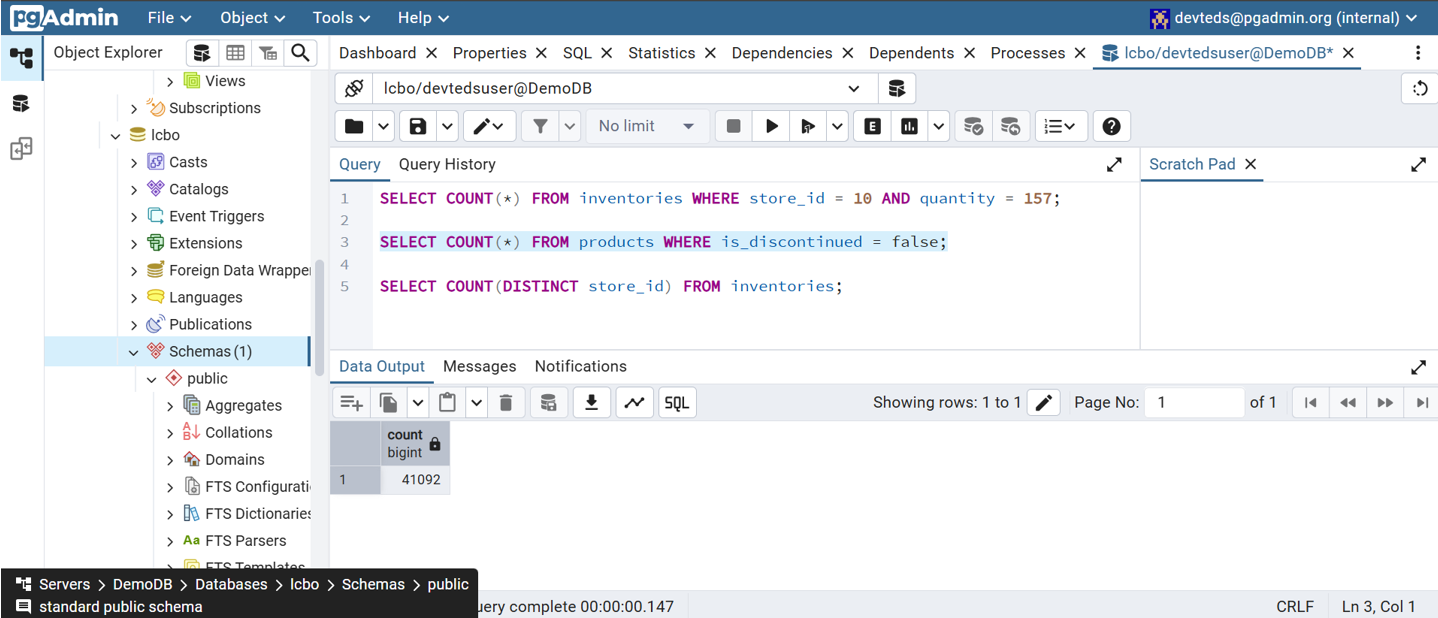 pgAdmin File Object Tools Help devteds@pgadmin.org (internal)
Object Explorer
Dashboard Properties SQL Statistics Dependencies Dependents Processes lcbo/devtedsuser@DemoDB*
lcbo/devtedsuser@DemoDB
No limit
E
Query Query History
Scratch Pad
1 SELECT COUNT(*) FROM inventories WHERE store_id = 10 AND quantity = 157;
2
3 SELECT COUNT(*) FROM products WHERE is_discontinued = false;
4
5 SELECT COUNT(DISTINCT store_id) FROM inventories;
Data Output Messages Notifications
SQL Showing rows: 1 to 1 Page No: 1 of 1
count
bigint
1 41092
Views
Subscriptions
lcbo
Casts
Catalogs
Event Triggers
Extensions
Foreign Data Wrapper
Languages
Publications
Schemas (1)
public
Aggregates
Collations
Domains
FTS Configurati
FTS Dictionaries
Aa FTS Parsers
FTS Templates
Servers > DemoDB > Databases > lcbo > Schemas > public
standard public schema
uery complete 00:00:00.147 CRLF Ln 3, Col 1